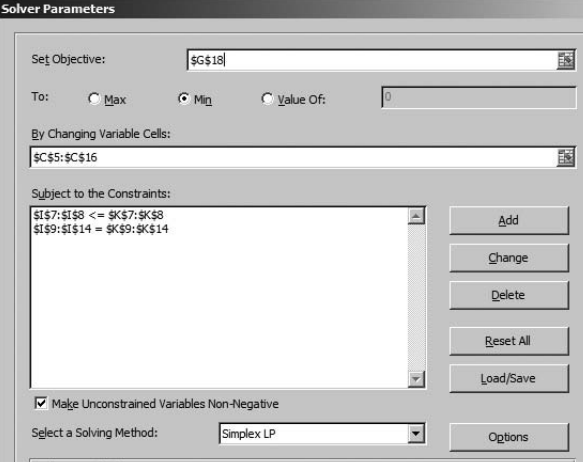 Solver Parameters
Set Objective: $G$18
To: Max Min Value Of: 0
By Changing Variable Cells:
$C$5:$C$16
Subject to the Constraints:
$I$7:$I$8 <= $K$7:$K$8
$I$9:$I$14 = $K$9:$K$14
Add
Change
Delete
Reset All
Load/Save
Make Unconstrained Variables Non-Negative
Select a Solving Method: Simplex LP Options